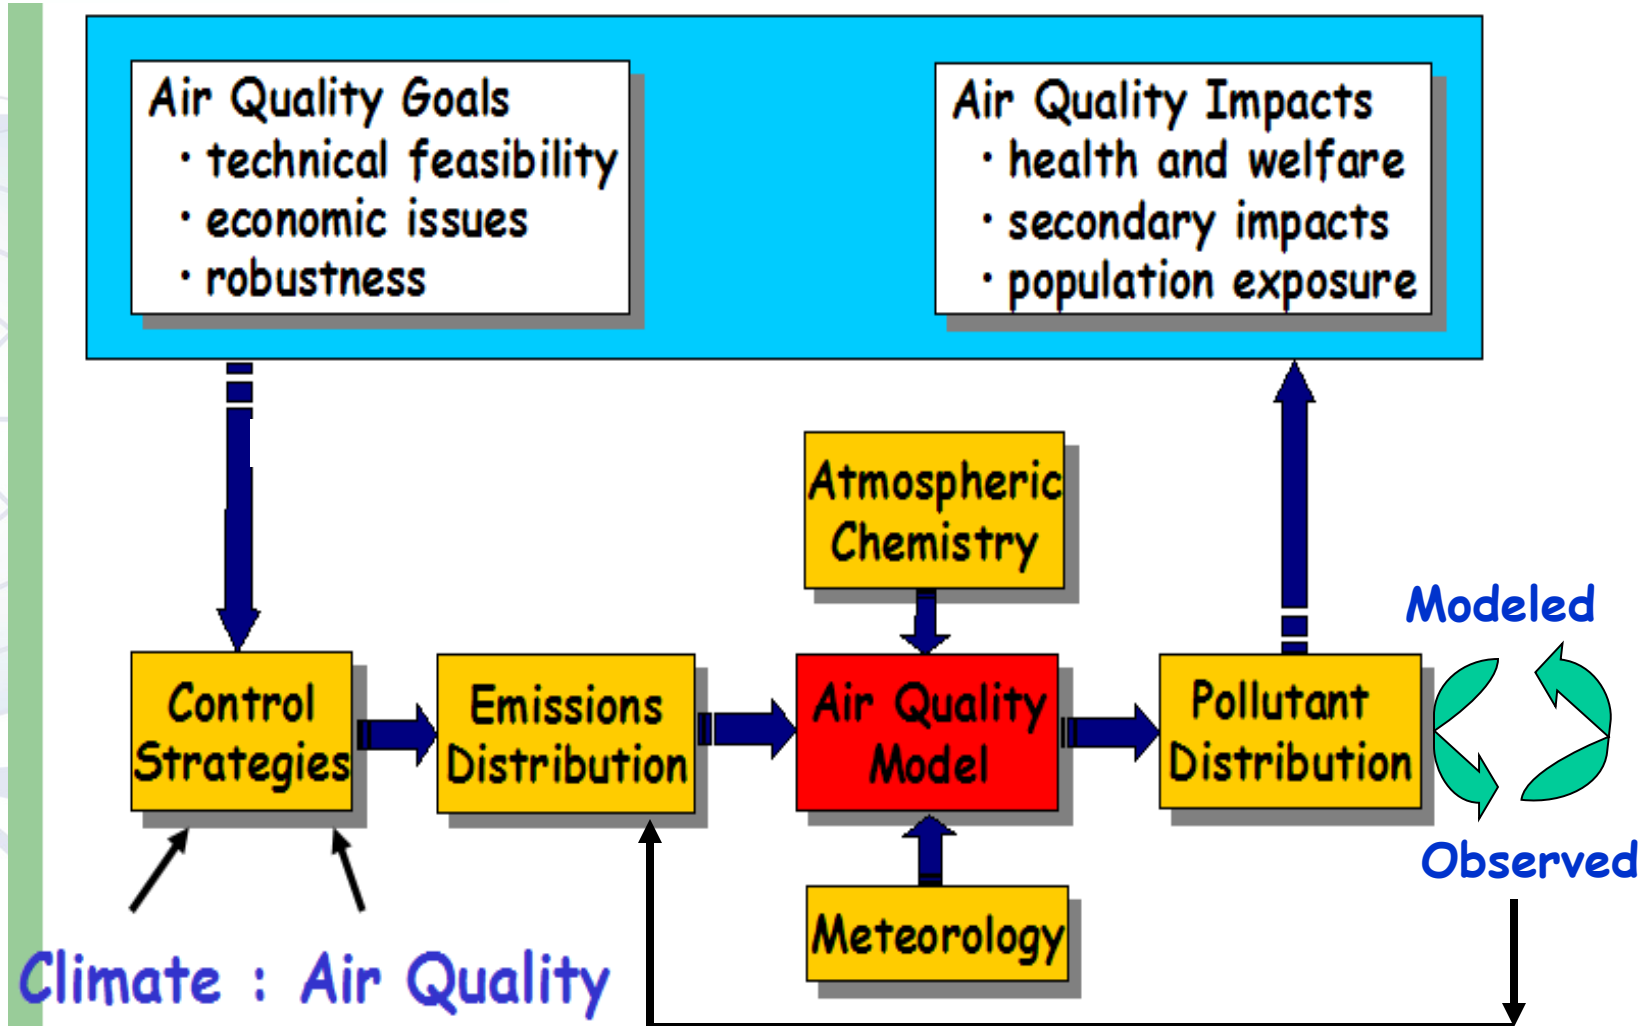 Air Quality Goals
· technical feasibility
· economic issues
· robustness
Air Quality Impacts
· health and welfare
· secondary impacts
· population exposure
Atmospheric
Chemistry
Modeled
Control
Strategies
Emissions
Distribution
Air Quality
Model
Pollutant
Distribution
Observed
Meteorology
Climate : Air Quality